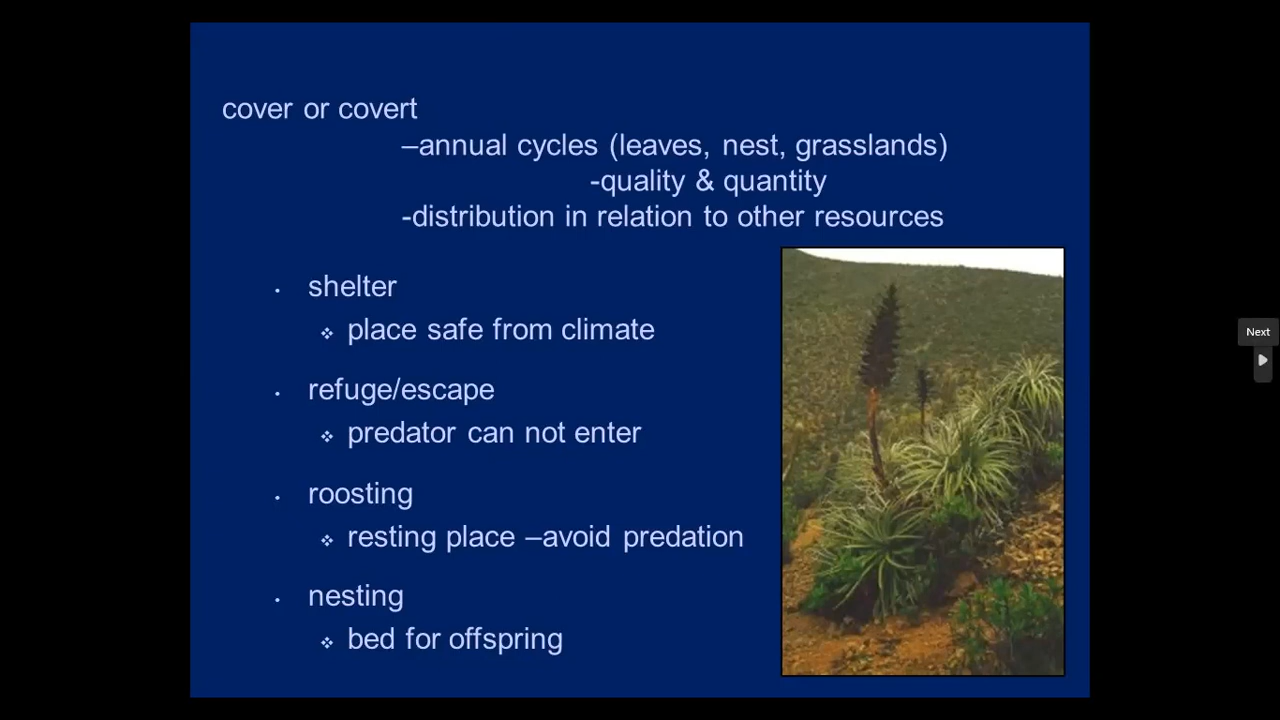 cover or covert
–annual cycles (leaves, nest, grasslands)
-quality & quantity
-distribution in relation to other resources
• shelter
❖ place safe from climate
• refuge/escape
❖ predator can not enter
• roosting
❖ resting place –avoid predation
• nesting
❖ bed for offspring
Next